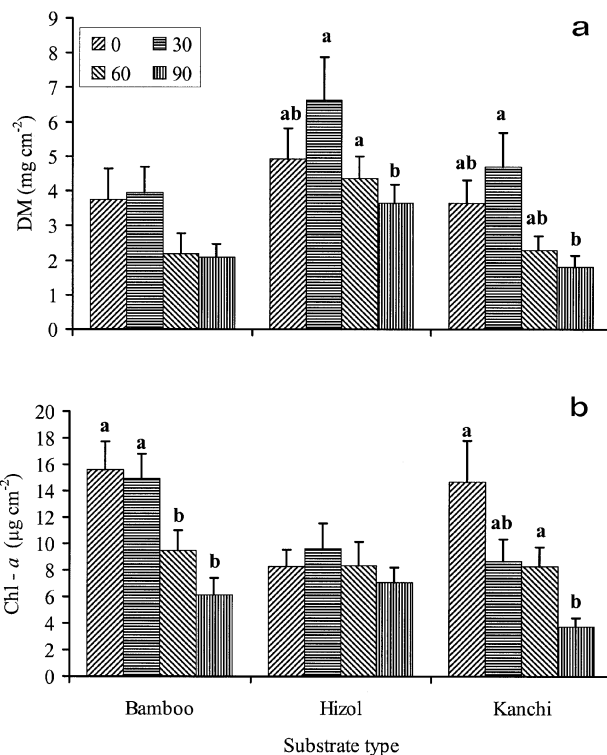 a
9
8
7
6
5
4
3
2
1
0
DM (mg cm-2)
0 30
60 90
ab a a b
ab a ab b
b
20
18
16
14
12
10
8
6
4
2
0
Chl - a (µg cm-2)
a a b b
a ab a b
Bamboo Hizol Kanchi
Substrate type